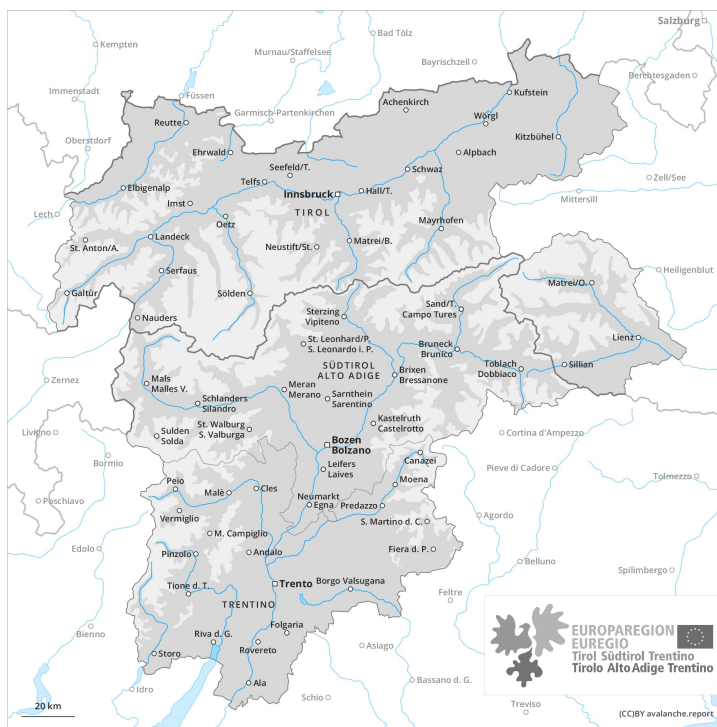 Salzburg
Kempten
Bad Tölz
Murnau/Staffelsee
Bayrischzell
Berchtesgaden
Immenstadt
Füssen
Kufstein
Achenkirch
Garmisch-Partenkirchen
Reutte
Wörgl
Oberstdorf
Kitzbühel
Ehrwald
Alpbach
Seefeld/T.
Schwaz
Zell/See
Telfs
Elbigenalp
Innsbruck
Hall/T.
Mittersill
Imst
Lech
TIROL
Oetz
Mayrhofen
Landeck
St. Anton/A.
Neustift/St.
Matrei/B.
Serfaus
Heiligenblut
Matrei/O.
Galtür
Sölden
Sand/T.
Campo Tures
Nauders
Sterzing
Vipiteno
Lienz
St. Leonhard/P.
S. Leonardo i. P.
Bruneck
Brunico
Toblach
Dobbiaco
Sillian
SÜDTIROL
ALTO ADIGE
Brixen
Bressanone
Zernez
Mals
Malles V.
Meran
Merano
Sarnthein
Sarentino
Schlanders
Silandro
Kastelruth
Castelrotto
St. Walburg
S. Valburga
Sulden
Solda
Livigno
Cortina d'Ampezzo
Bozen
Bolzano
Bormio
Canazei
Pieve di Cadore
Leifers
Laives
Tolmezzo
Moena
Peio
Malè
Cles
Neumarkt
Egna
Predazzo
Poschiavo
Vermiglio
S. Martino d. C.
Agordo
M. Campiglio
Edolo
Pinzolo
Andalo
Fiera d. P.
Belluno
Spilimbergo
Tione d. T.
Trento
Borgo Valsugana
Feltre
TRENTINO
Folgaria
Bienno
Riva d. G.
Rovereto
Storo
Asiago
Bassano d. G.
Ala
Idro
Schio
Treviso
EUROPAREGION
EUREGIO
Tirol Südtirol Trentino
Tirolo Alto Adige Trentino
20 km
(CC)BY avalanche.report